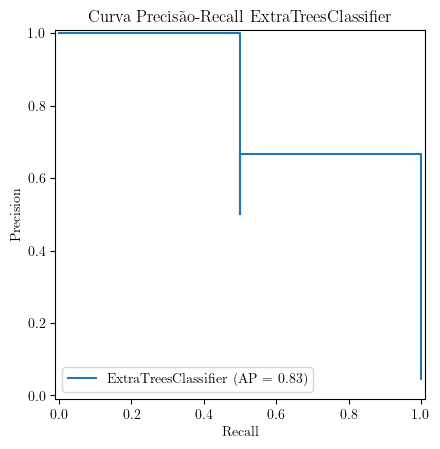 Curva Precisão-Recall ExtraTreesClassifier
1.0
0.8
0.6
0.4
0.2
0.0
Precision
ExtraTreesClassifier (AP = 0.83)
0.0 0.2 0.4 0.6 0.8 1.0
Recall